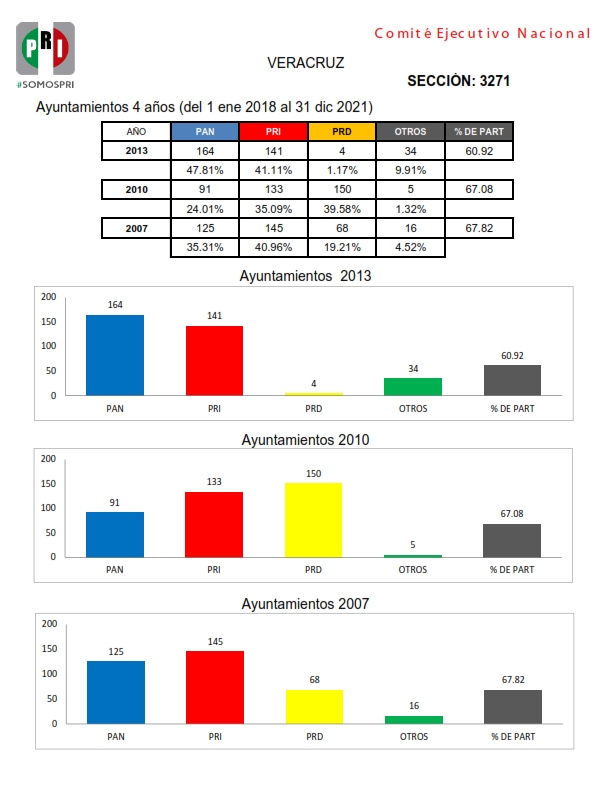 Comité Ejecutivo Nacional
PRI
#SOMOSPRI
VERACRUZ
SECCIÓN: 3271
Ayuntamientos 4 años (del 1 ene 2018 al 31 dic 2021)
AÑO PAN PRI PRD OTROS % DE PART
2013 164 141 4 34 60.92
47.81% 41.11% 1.17% 9.91%
2010 91 133 150 5 67.08
24.01% 35.09% 39.58% 1.32%
2007 125 145 68 16 67.82
35.31% 40.96% 19.21% 4.52%
Ayuntamientos 2013
200
164
150
141
100
60.92
50
34
4
0
PAN PRI PRD OTROS % DE PART
Ayuntamientos 2010
200
150
150
133
100
91
67.08
50
5
0
PAN PRI PRD OTROS % DE PART
Ayuntamientos 2007
200
150
145
125
100
68
67.82
50
16
0
PAN PRI PRD OTROS % DE PART